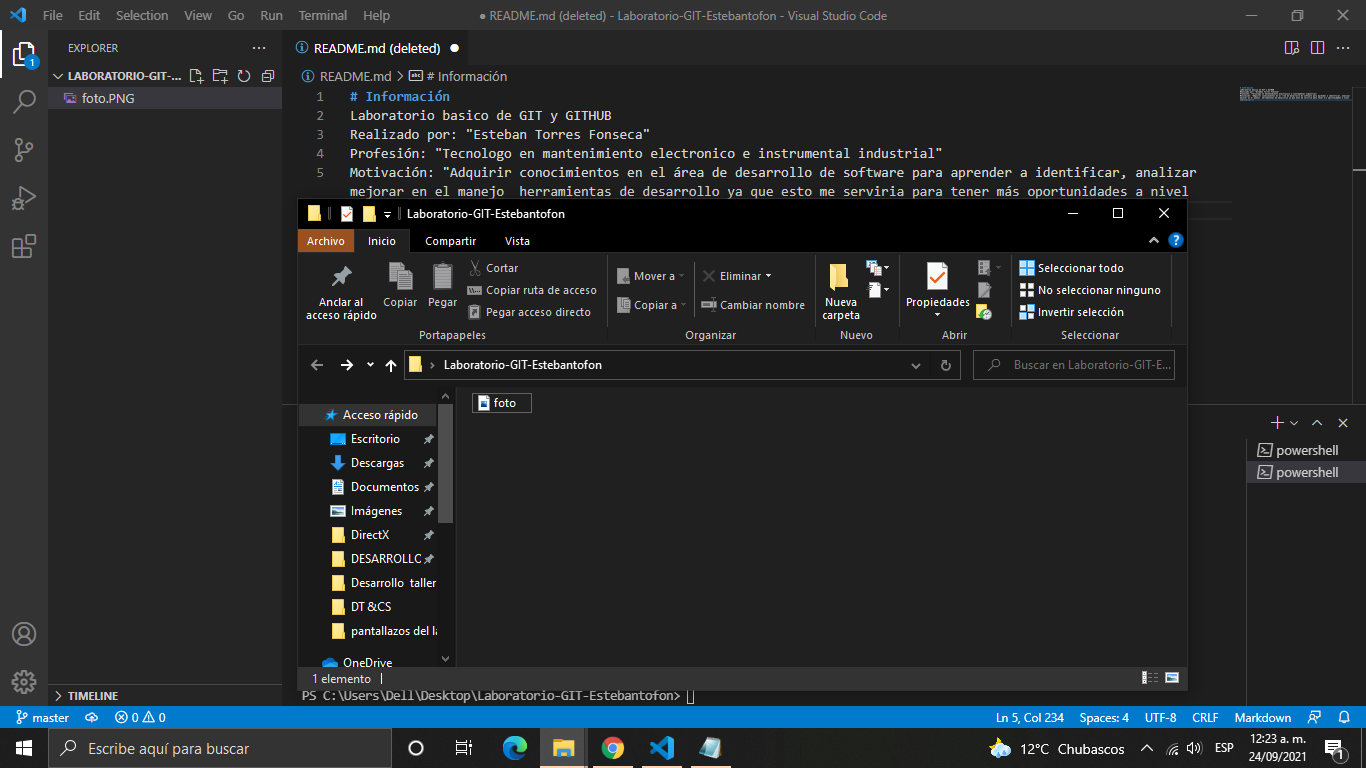 File Edit Selection View Go Run Terminal Help
● README.md (deleted) - Laboratorio-GIT-Estebantofon - Visual Studio Code
1
EXPLORER
LABORATORIO-GIT-...
foto.PNG
README.md (deleted)
README.md > # Información
1 # Información
2 Laboratorio basico de GIT y GITHUB
3 Realizado por: "Esteban Torres Fonseca"
4 Profesión: "Tecnologo en mantenimiento electronico e instrumental industrial"
5 Motivación: "Adquirir conocimientos en el área de desarrollo de software para aprender a identificar, analizar
mejorar en el manejo  herramientas de desarrollo ya que esto me serviria para tener más oportunidades a nivel
Laboratorio-GIT-Estebantofon
Archivo Inicio Compartir Vista
Anclar al acceso rápido
Copiar
Pegar
Cortar
Copiar ruta de acceso
Pegar acceso directo
Portapapeles
Mover a
Copiar a
Eliminar
Cambiar nombre
Organizar
Nueva carpeta
Nuevo
Propiedades
Abrir
Seleccionar todo
No seleccionar ninguno
Invertir selección
Seleccionar
Laboratorio-GIT-Estebantofon
Buscar en Laboratorio-GIT-E...
Acceso rápido
Escritorio
Descargas
Documentos
Imágenes
DirectX
DESARROLLO
Desarrollo taller
DT &CS
pantallazos del la
OneDrive
foto
1 elemento
powershell
powershell
PS C:\Users\Dell\Desktop\Laboratorio-GIT-Estebantofon>
TIMELINE
master 0 0 Ln 5, Col 234 Spaces: 4 UTF-8 CRLF Markdown
Escribe aquí para buscar
12°C Chubascos
ESP
12:23 a. m.
24/09/2021
1